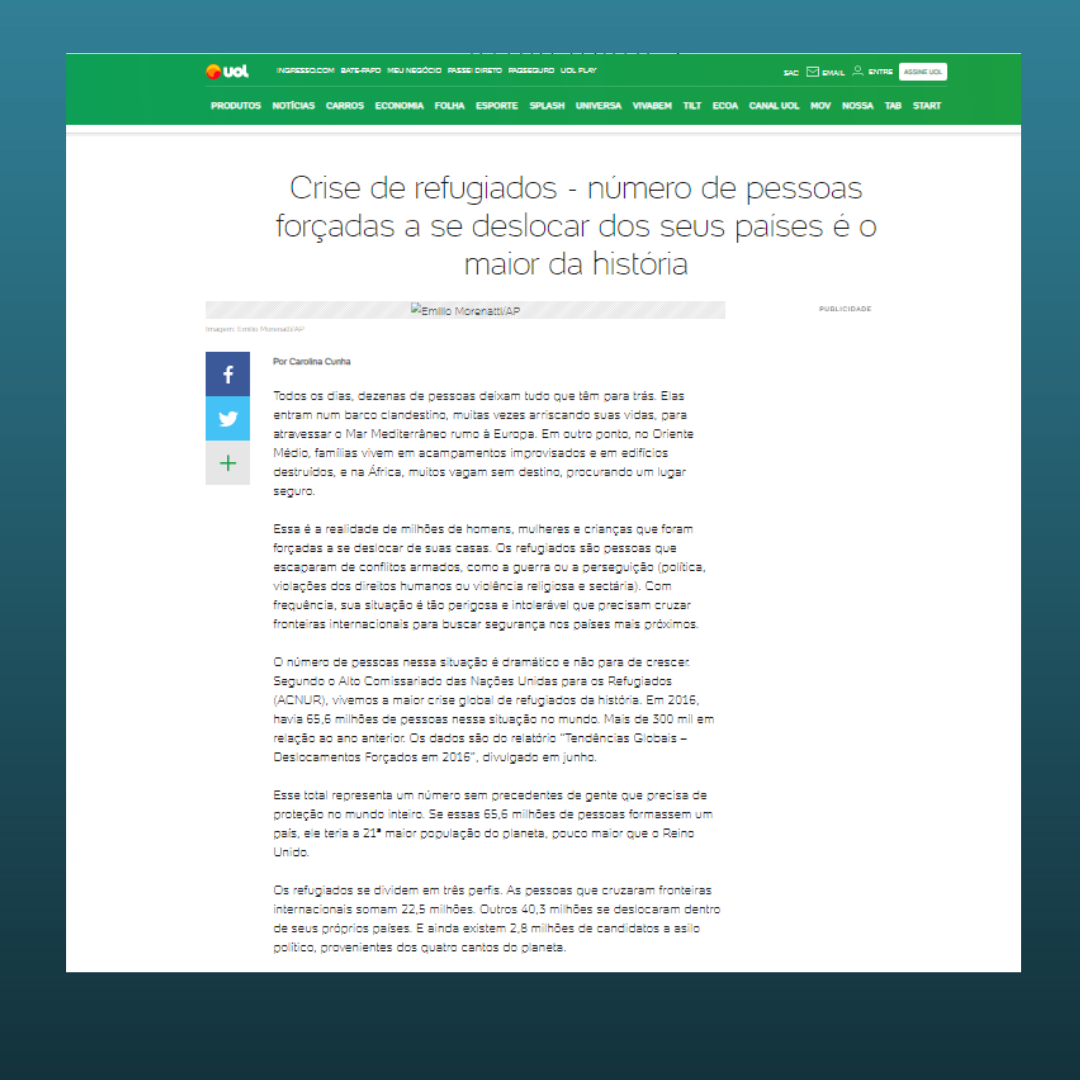 uol
INGRESSO.COM BATE-PAPO MEU NEGÓCIO PASSEI DIRETO PAGSEGURO UOL PLAY
SAC EMAIL ENTRE ASSINE UOL
PRODUTOS NOTÍCIAS CARROS ECONOMIA FOLHA ESPORTE SPLASH UNIVERSA VIVABEM TILT ECOA CANAL UOL MOV NOSSA TAB START
Crise de refugiados - número de pessoas
forçadas a se deslocar dos seus países é o
maior da história
Emilio Morenatti/AP
PUBLICIDADE
Imagem: Emilio Morenatti/AP
Por Carolina Cunha
Todos os dias, dezenas de pessoas deixam tudo que têm para trás. Elas
entram num barco clandestino, muitas vezes arriscando suas vidas, para
atravessar o Mar Mediterrâneo rumo à Europa. Em outro ponto, no Oriente
Médio, famílias vivem em acampamentos improvisados e em edifícios
destruídos, e na África, muitos vagam sem destino, procurando um lugar
seguro.
Essa é a realidade de milhões de homens, mulheres e crianças que foram
forçadas a se deslocar de suas casas. Os refugiados são pessoas que
escaparam de conflitos armados, como a guerra ou a perseguição (política,
violações dos direitos humanos ou violência religiosa e sectária). Com
frequência, sua situação é tão perigosa e intolerável que precisam cruzar
fronteiras internacionais para buscar segurança nos países mais próximos.
O número de pessoas nessa situação é dramático e não para de crescer.
Segundo o Alto Comissariado das Nações Unidas para os Refugiados
(ACNUR), vivemos a maior crise global de refugiados da história. Em 2016,
havia 65,6 milhões de pessoas nessa situação no mundo. Mais de 300 mil em
relação ao ano anterior. Os dados são do relatório "Tendências Globais –
Deslocamentos Forçados em 2016", divulgado em junho.
Esse total representa um número sem precedentes de gente que precisa de
proteção no mundo inteiro. Se essas 65,6 milhões de pessoas formassem um
país, ele teria a 21ª maior população do planeta, pouco maior que o Reino
Unido.
Os refugiados se dividem em três perfis. As pessoas que cruzaram fronteiras
internacionais somam 22,5 milhões. Outros 40,3 milhões se deslocaram dentro
de seus próprios países. E ainda existem 2,8 milhões de candidatos a asilo
político, provenientes dos quatro cantos do planeta.